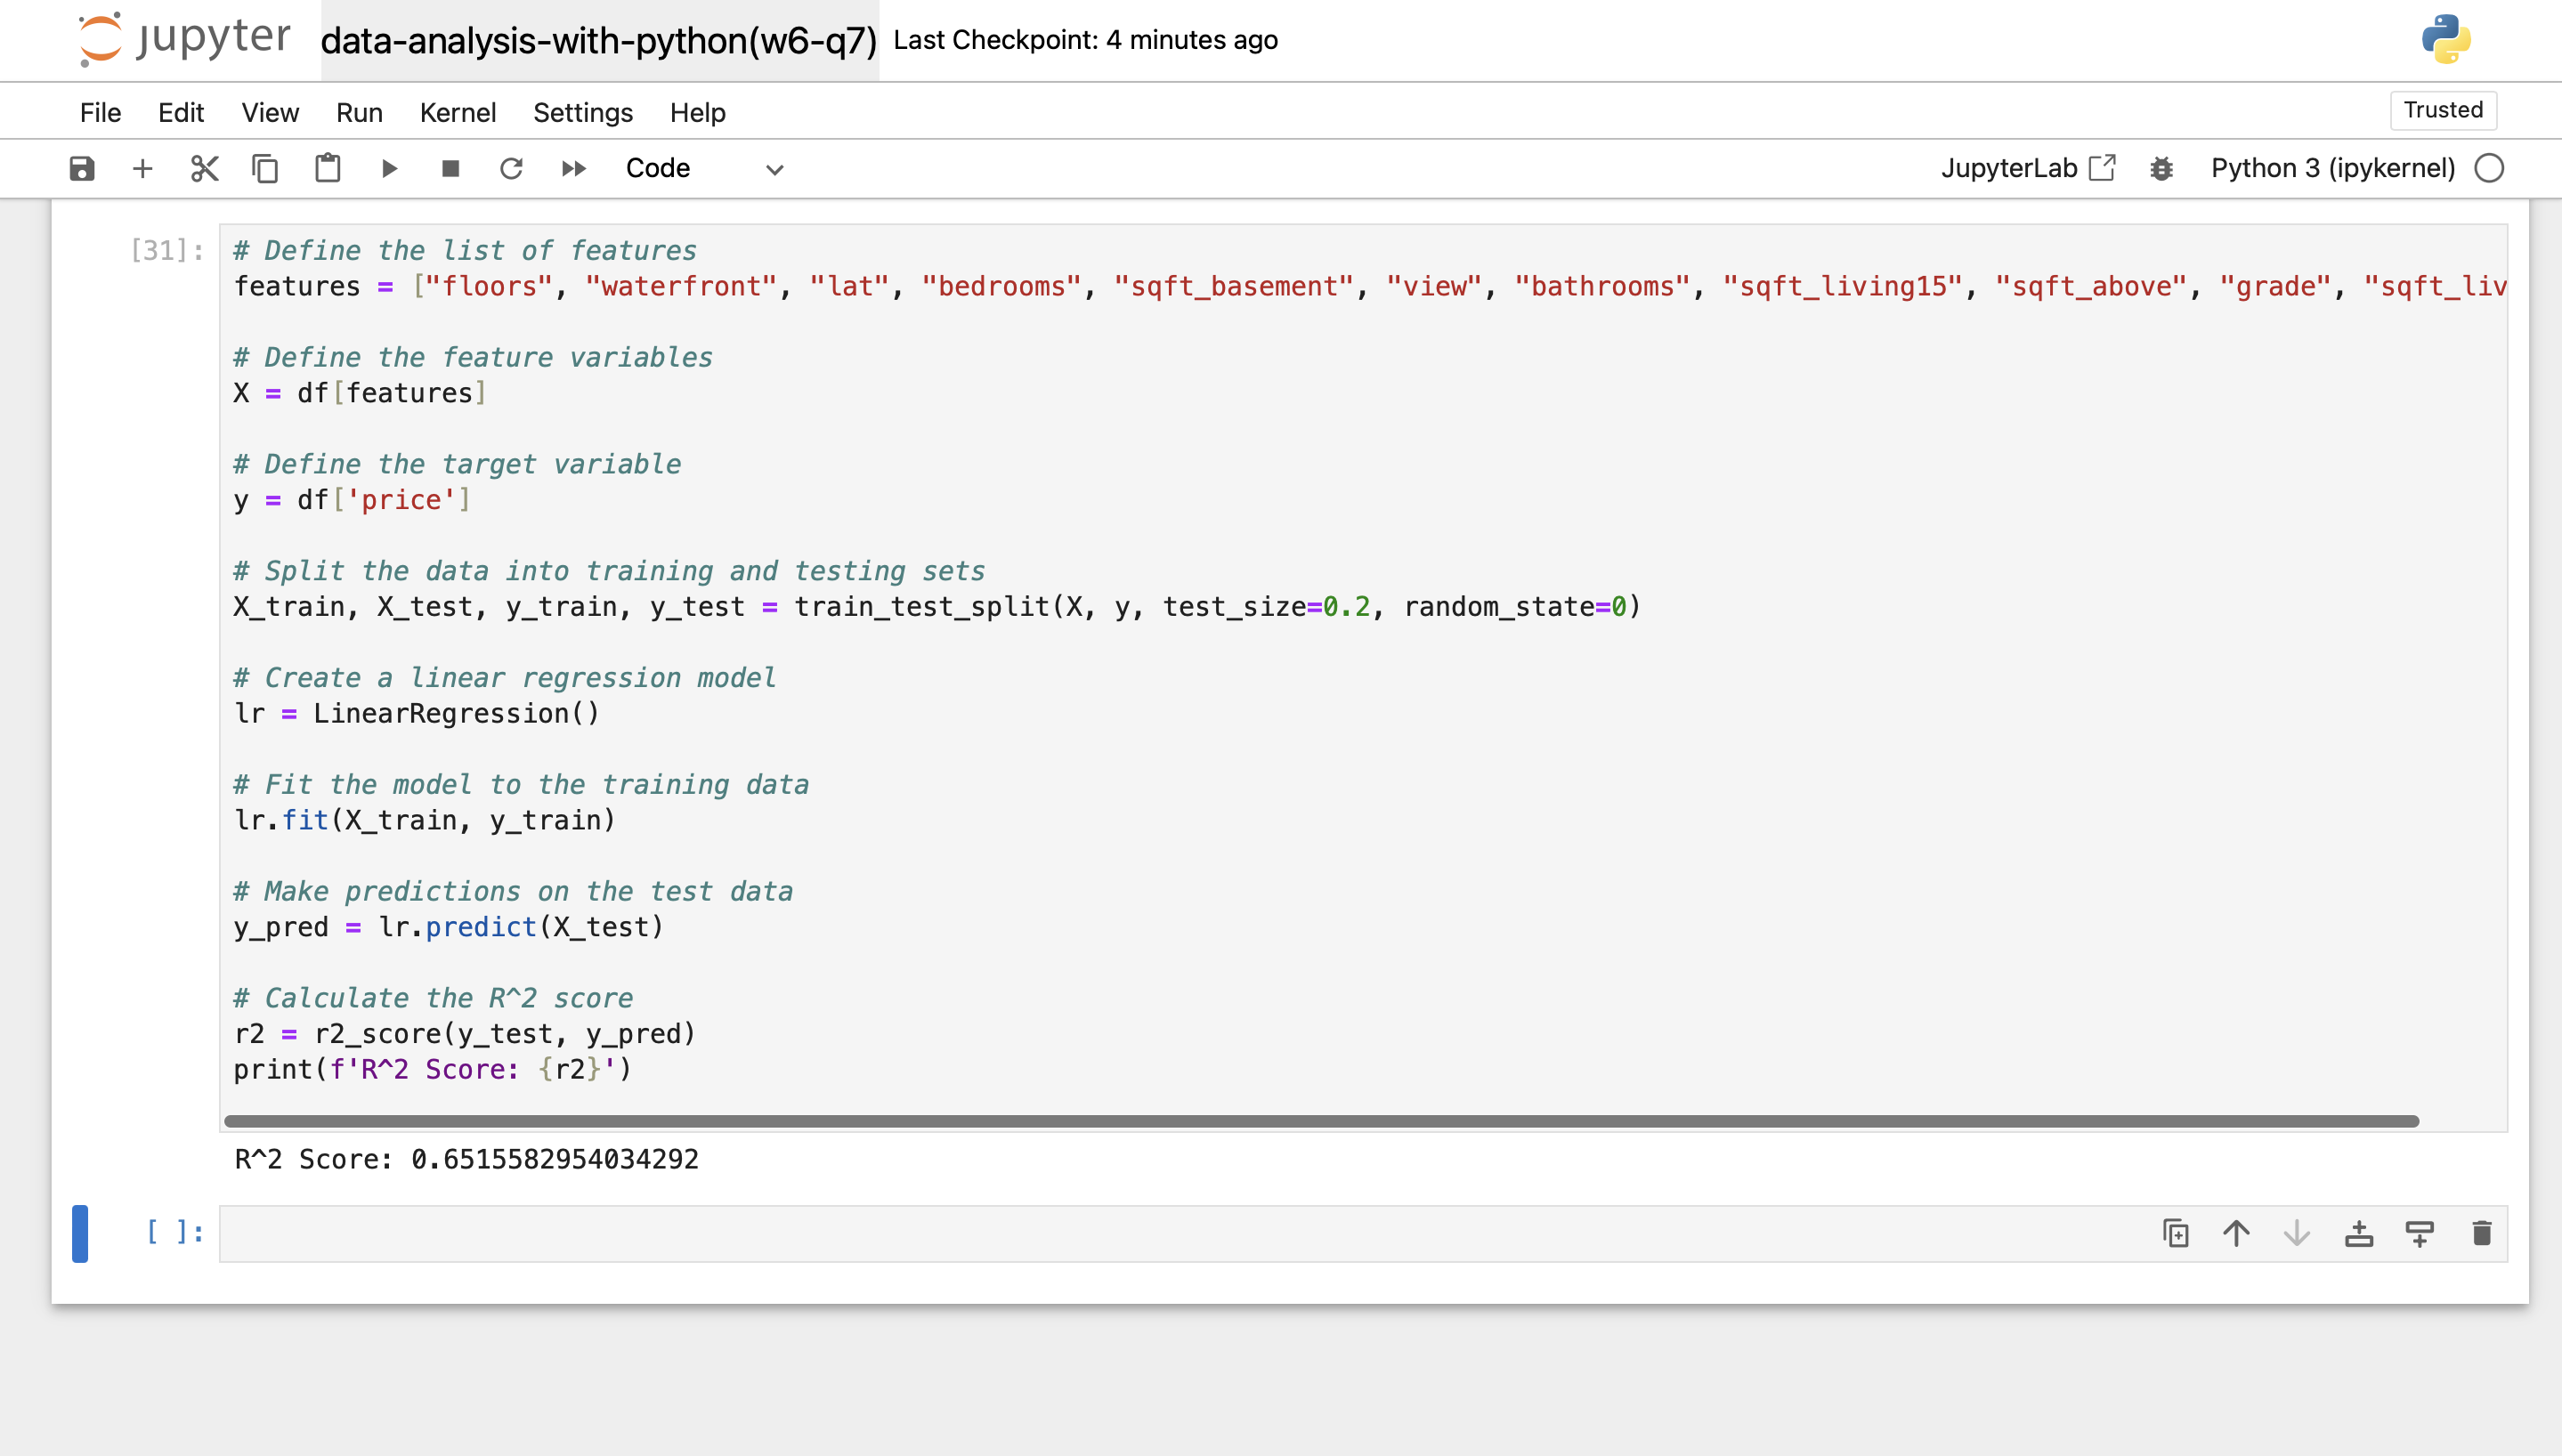 jupyter data-analysis-with-python(w6-q7) Last Checkpoint: 4 minutes ago
File Edit View Run Kernel Settings Help Trusted
Code JupyterLab Python 3 (ipykernel)
[31]: # Define the list of features
features = ["floors", "waterfront", "lat", "bedrooms", "sqft_basement", "view", "bathrooms", "sqft_living15", "sqft_above", "grade", "sqft_liv
# Define the feature variables
X = df[features]
# Define the target variable
y = df['price']
# Split the data into training and testing sets
X_train, X_test, y_train, y_test = train_test_split(X, y, test_size=0.2, random_state=0)
# Create a linear regression model
lr = LinearRegression()
# Fit the model to the training data
lr.fit(X_train, y_train)
# Make predictions on the test data
y_pred = lr.predict(X_test)
# Calculate the R^2 score
r2 = r2_score(y_test, y_pred)
print(f'R^2 Score: {r2}')
R^2 Score: 0.6515582954034292
[ ]: